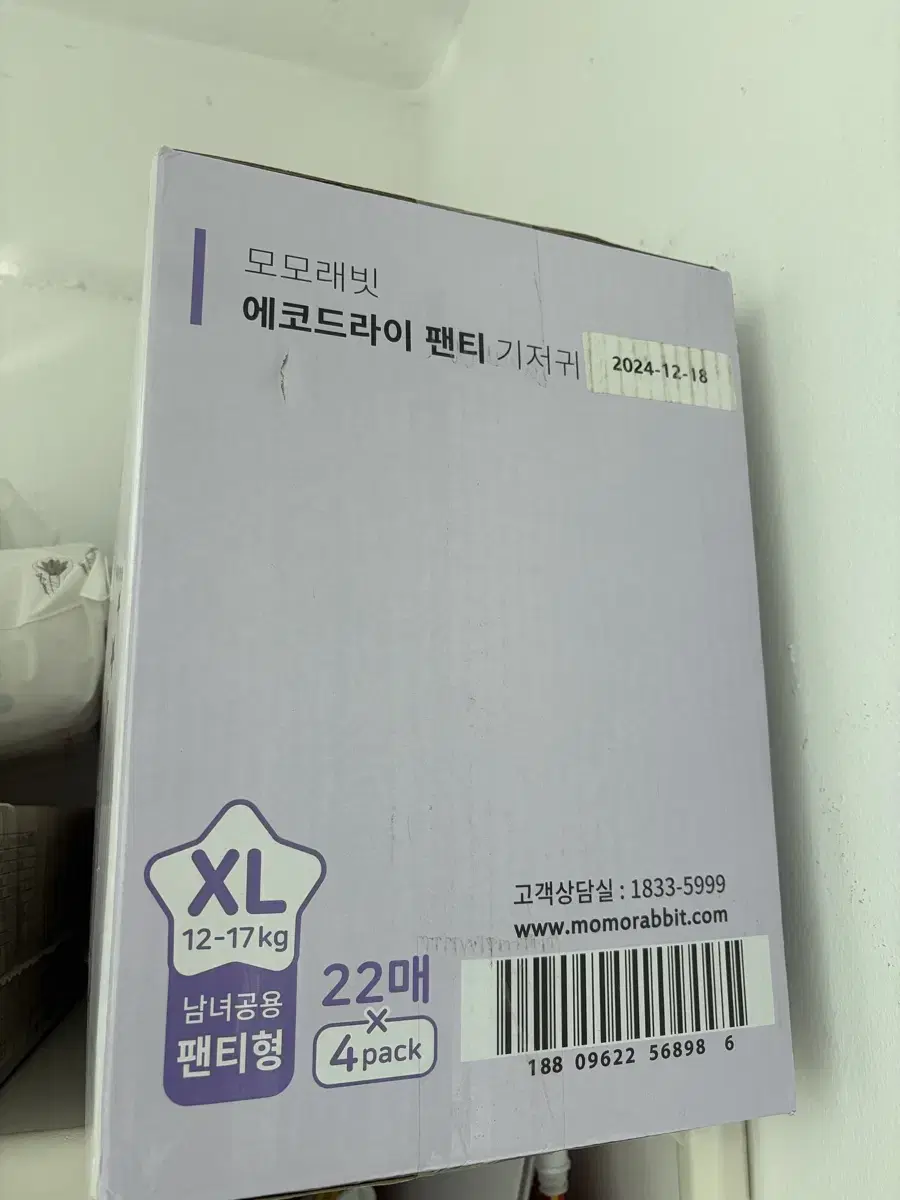 모모래빗
에코드라이 팬티 기저귀
2024-12-18
XL
12-17kg
남녀공용
팬티형
22매
×
4pack
고객상담실 : 1833-5999
www.momorabbit.com
188 09622 56898 6